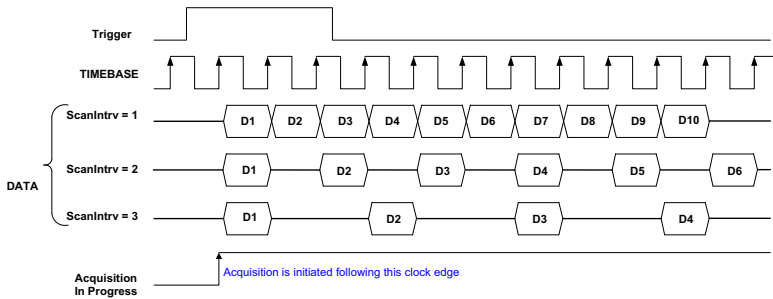 Trigger
TIMEBASE
DATA
ScanIntrv = 1
D1 D2 D3 D4 D5 D6 D7 D8 D9 D10
ScanIntrv = 2
D1 D2 D3 D4 D5 D6
ScanIntrv = 3
D1 D2 D3 D4
Acquisition
In Progress
Acquisition is initiated following this clock edge